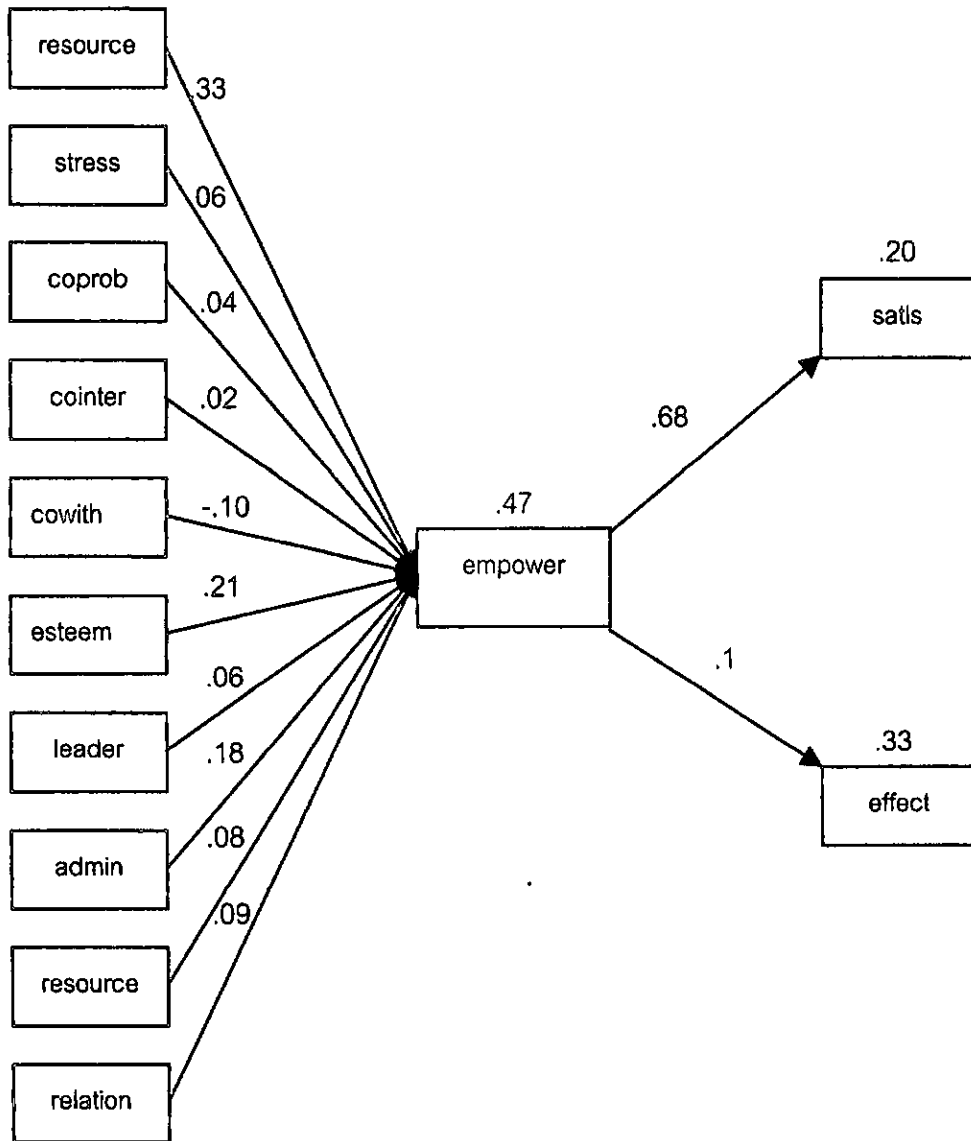 resource
.33
stress
.06
coprob
.04
cointer
.02
cowith
-.10
esteem
.21
leader
.06
admin
.18
resource
.08
relation
.09
.47
empower
.68
.1
.20
satls
.33
effect